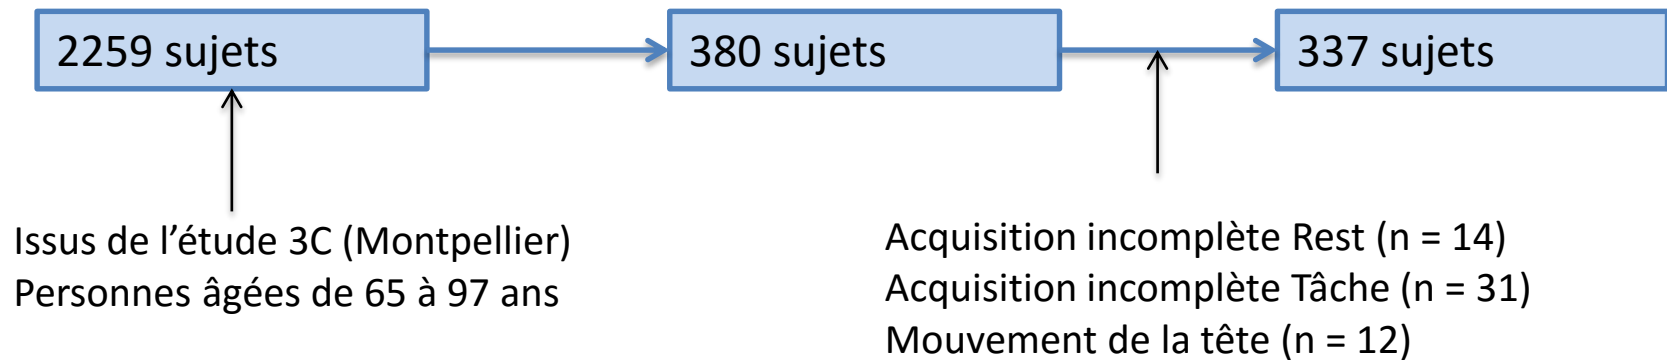 2259 sujets
380 sujets
337 sujets
Issus de l'étude 3C (Montpellier)
Personnes âgées de 65 à 97 ans
Acquisition incomplète Rest (n = 14)
Acquisition incomplète Tâche (n = 31)
Mouvement de la tête (n = 12)